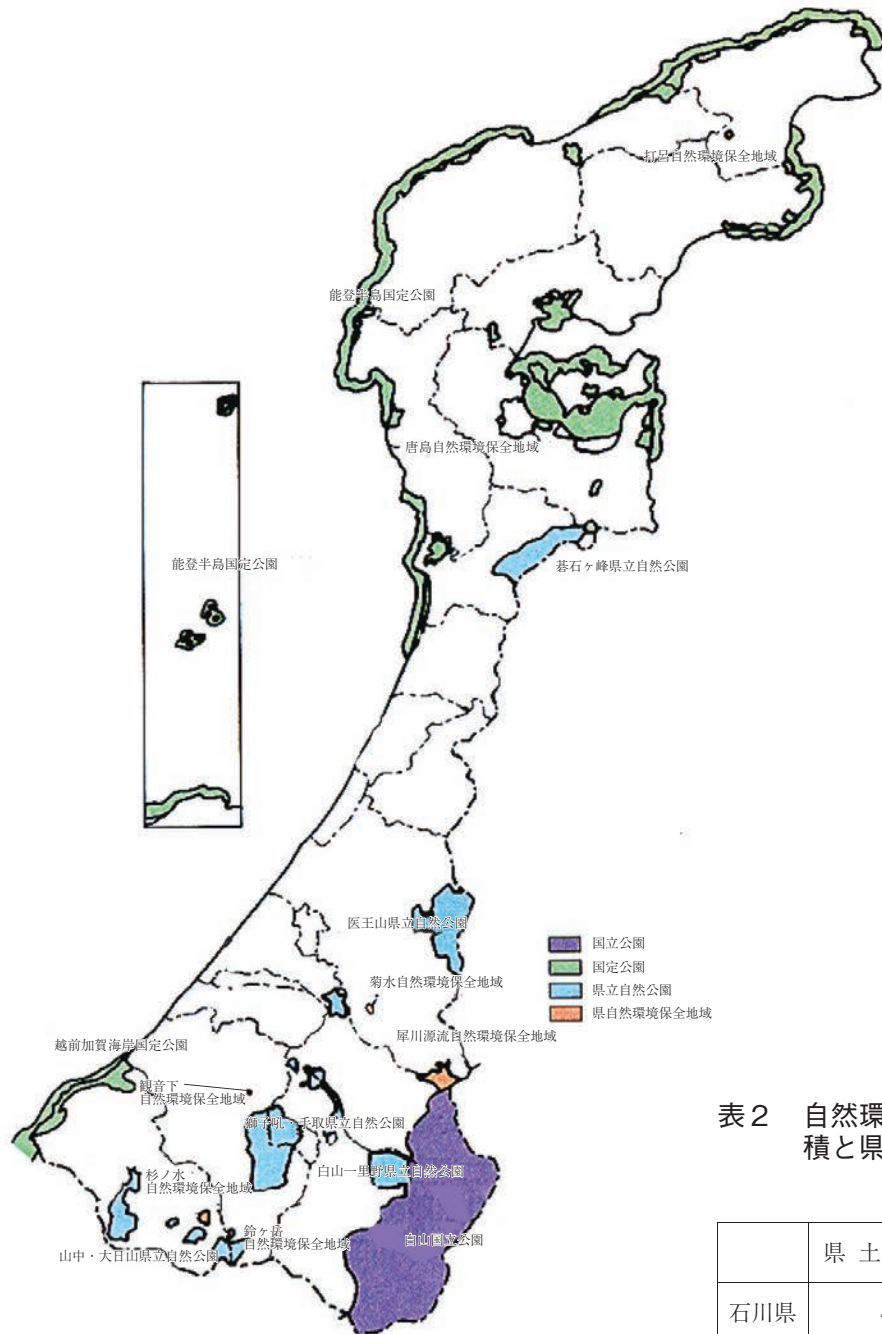 打呂自然環境保全地域
能登半島国定公園
唐島自然環境保全地域
能登半島国定公園
碁石ヶ峰県立自然公園
医王山県立自然公園
国立公園
国定公園
県立自然公園
県自然環境保全地域
菊水自然環境保全地域
犀川源流自然環境保全地域
越前加賀海岸国定公園
観音下
自然環境保全地域
獅子吼・手取県立自然公園
白山一里野県立自然公園
杉ノ水
自然環境保全地域
鈴ヶ岳
自然環境保全地域
白山国立公園
山中・大日山県立自然公園
表2 自然環
積と県
県 土
石川県